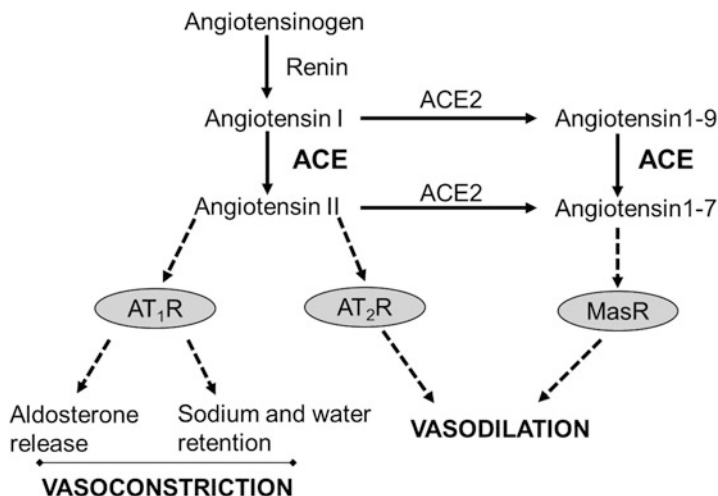 Angiotensinogen
Renin
Angiotensin I
ACE2
Angiotensin1-9
ACE
ACE
Angiotensin II
ACE2
Angiotensin1-7
AT₁R
AT₂R
MasR
Aldosterone
release
Sodium and water
retention
VASODILATION
VASOCONSTRICTION